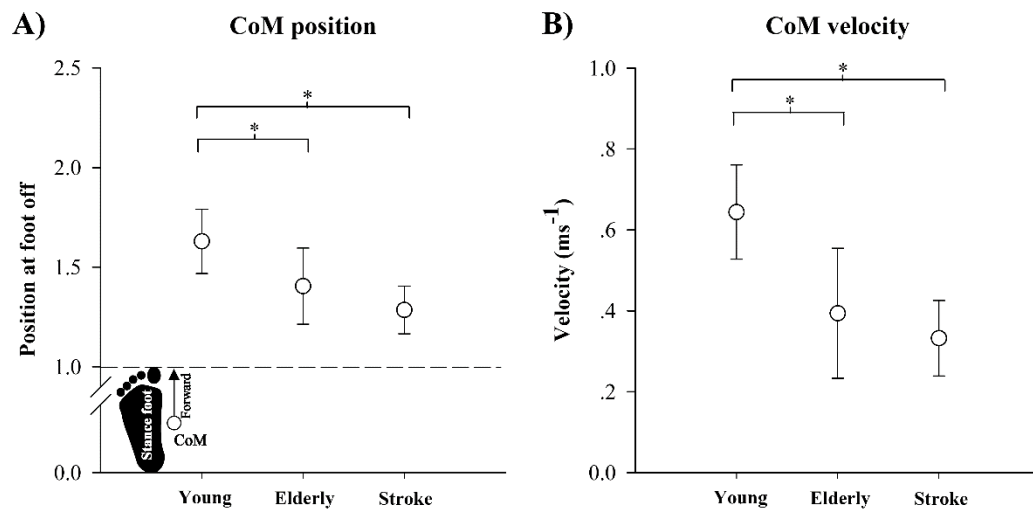 A) CoM position
2.5
2.0
1.5
1.0
0.0
Position at foot off
*
*
Stance foot
Forward
CoM
Young Elderly Stroke
B) CoM velocity
1.0
.8
.6
.4
.2
0.0
Velocity (ms⁻¹)
*
*
Young Elderly Stroke